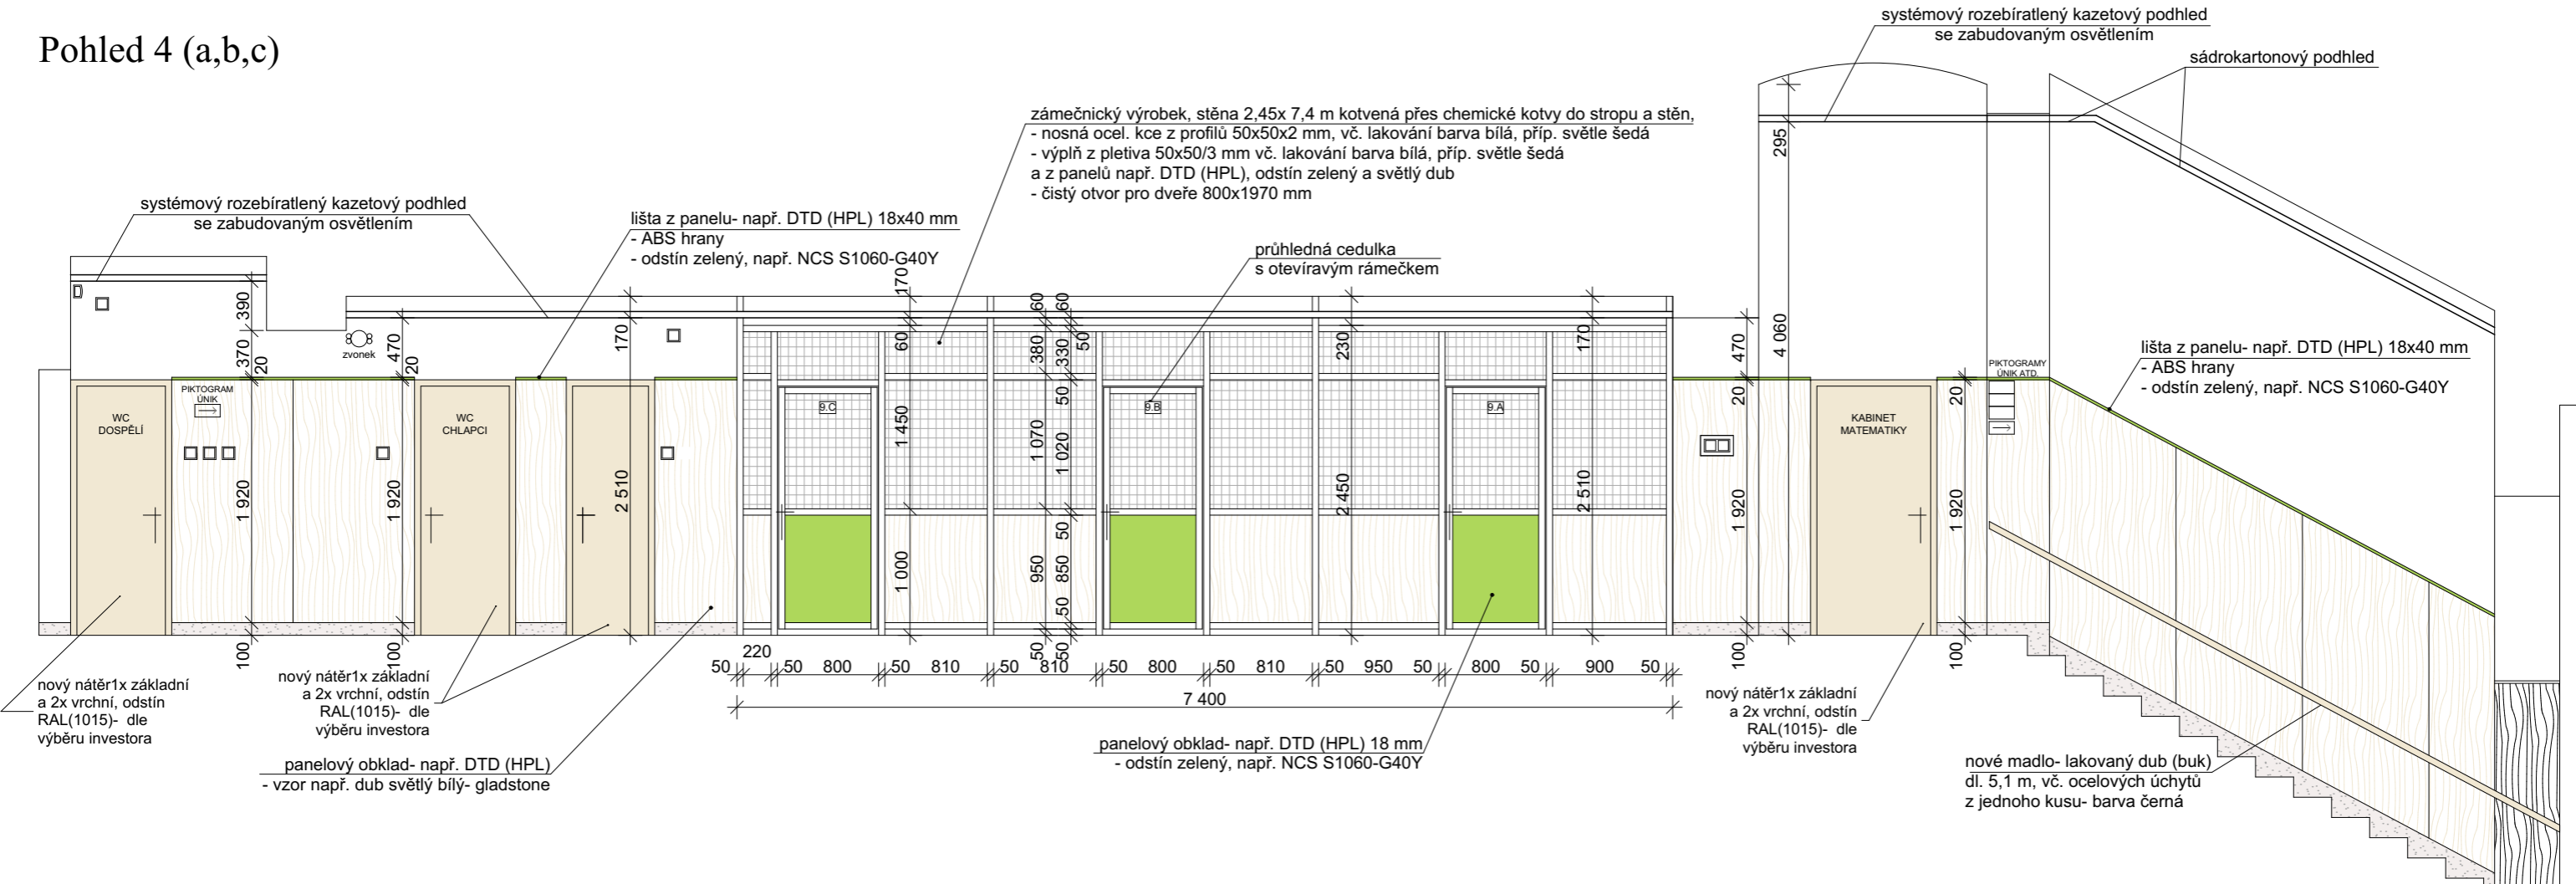 Pohled 4 (a,b,c)
systémový rozebíratlený kazetový podhled
se zabudovaným osvětlením
sádrokartonový podhled
zámečnický výrobek, stěna 2,45x 7,4 m kotvená přes chemické kotvy do stropu a stěn,
- nosná ocel. kce z profilů 50x50x2 mm, vč. lakování barva bílá, příp. světle šedá
- výplň z pletiva 50x50/3 mm vč. lakování barva bílá, příp. světle šedá
a z panelů např. DTD (HPL), odstín zelený a světlý dub
- čistý otvor pro dveře 800x1970 mm
systémový rozebíratlený kazetový podhled
se zabudovaným osvětlením
lišta z panelu- např. DTD (HPL) 18x40 mm
- ABS hrany
- odstín zelený, např. NCS S1060-G40Y
průhledná cedulka
s otevíravým rámečkem
lišta z panelu- např. DTD (HPL) 18x40 mm
- ABS hrany
- odstín zelený, např. NCS S1060-G40Y
390
370
20
1 920
100
zvonek
470
20
1 920
100
170
2 510
170
60
1 450
1 000
60
380
1 070
950
50
60
50
330
50
1 020
50
850
50
50
230
2 450
170
2 510
470
20
1 920
100
295
4 060
20
1 920
100
WC
DOSPĚLÍ
PIKTOGRAM
ÚNIK
WC
CHLAPCI
9.C
9.B
9.A
KABINET
MATEMATIKY
PIKTOGRAMY
ÚNIK ATD.
50 220 50 800 50 810 50 810 50 800 50 810 50 950 50 800 50 900 50
7 400
nový nátěr1x základní
a 2x vrchní, odstín
RAL(1015)- dle
výběru investora
nový nátěr1x základní
a 2x vrchní, odstín
RAL(1015)- dle
výběru investora
panelový obklad- např. DTD (HPL)
- vzor např. dub světlý bílý- gladstone
panelový obklad- např. DTD (HPL) 18 mm
- odstín zelený, např. NCS S1060-G40Y
nový nátěr1x základní
a 2x vrchní, odstín
RAL(1015)- dle
výběru investora
nové madlo- lakovaný dub (buk)
dl. 5,1 m, vč. ocelových úchytů
z jednoho kusu- barva černá